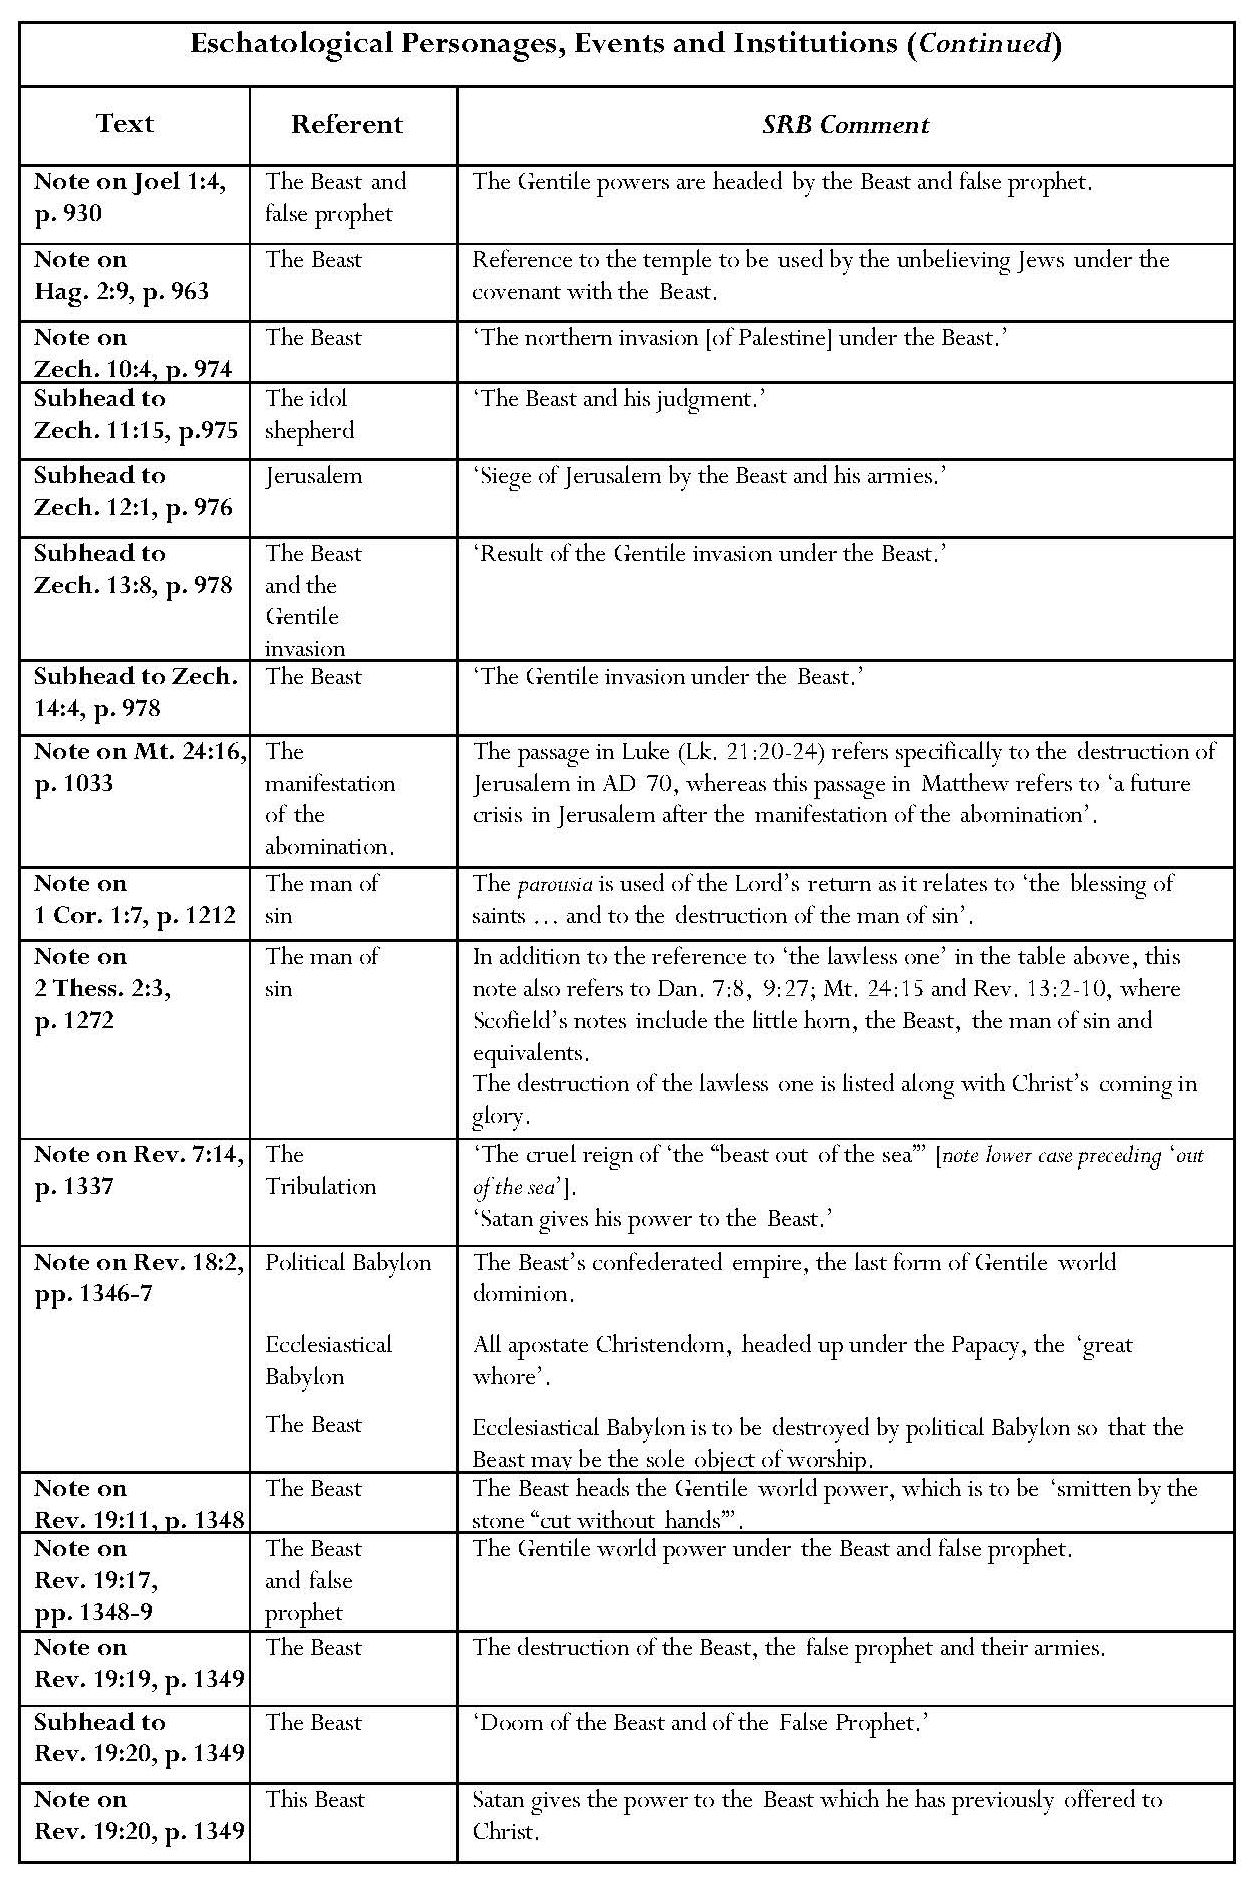 Eschatological Personages, Events and Institutions (Continued)
Text
Referent
SRB Comment
Note on Joel 1:4,
p. 930
The Beast and
false prophet
The Gentile powers are headed by the Beast and false prophet.
Note on
Hag. 2:9, p. 963
The Beast
Reference to the temple to be used by the unbelieving Jews under the
covenant with the Beast.
Note on
Zech. 10:4, p. 974
The Beast
‘The northern invasion [of Palestine] under the Beast.’
Subhead to
Zech. 11:15, p.975
The idol
shepherd
‘The Beast and his judgment.’
Subhead to
Zech. 12:1, p. 976
Jerusalem
‘Siege of Jerusalem by the Beast and his armies.’
Subhead to
Zech. 13:8, p. 978
The Beast
and the
Gentile
invasion
‘Result of the Gentile invasion under the Beast.’
Subhead to Zech.
14:4, p. 978
The Beast
‘The Gentile invasion under the Beast.’
Note on Mt. 24:16,
p. 1033
The
manifestation
of the
abomination.
The passage in Luke (Lk. 21:20-24) refers specifically to the destruction of
Jerusalem in AD 70, whereas this passage in Matthew refers to ‘a future
crisis in Jerusalem after the manifestation of the abomination’.
Note on
1 Cor. 1:7, p. 1212
The man of
sin
The parousia is used of the Lord’s return as it relates to ‘the blessing of
saints … and to the destruction of the man of sin’.
Note on
2 Thess. 2:3,
p. 1272
The man of
sin
In addition to the reference to ‘the lawless one’ in the table above, this
note also refers to Dan. 7:8, 9:27; Mt. 24:15 and Rev. 13:2-10, where
Scofield’s notes include the little horn, the Beast, the man of sin and
equivalents.
The destruction of the lawless one is listed along with Christ’s coming in
glory.
Note on Rev. 7:14,
p. 1337
The
Tribulation
‘The cruel reign of ‘the “beast out of the sea”’ [note lower case preceding ‘out
of the sea’].
‘Satan gives his power to the Beast.’
Note on Rev. 18:2,
pp. 1346-7
Political Babylon
The Beast’s confederated empire, the last form of Gentile world
dominion.
Ecclesiastical
Babylon
All apostate Christendom, headed up under the Papacy, the ‘great
whore’.
The Beast
Ecclesiastical Babylon is to be destroyed by political Babylon so that the
Beast may be the sole object of worship.
Note on
Rev. 19:11, p. 1348
The Beast
The Beast heads the Gentile world power, which is to be ‘smitten by the
stone “cut without hands”’.
Note on
Rev. 19:17,
pp. 1348-9
The Beast
and false
prophet
The Gentile world power under the Beast and false prophet.
Note on
Rev. 19:19, p. 1349
The Beast
The destruction of the Beast, the false prophet and their armies.
Subhead to
Rev. 19:20, p. 1349
The Beast
‘Doom of the Beast and of the False Prophet.’
Note on
Rev. 19:20, p. 1349
This Beast
Satan gives the power to the Beast which he has previously offered to
Christ.